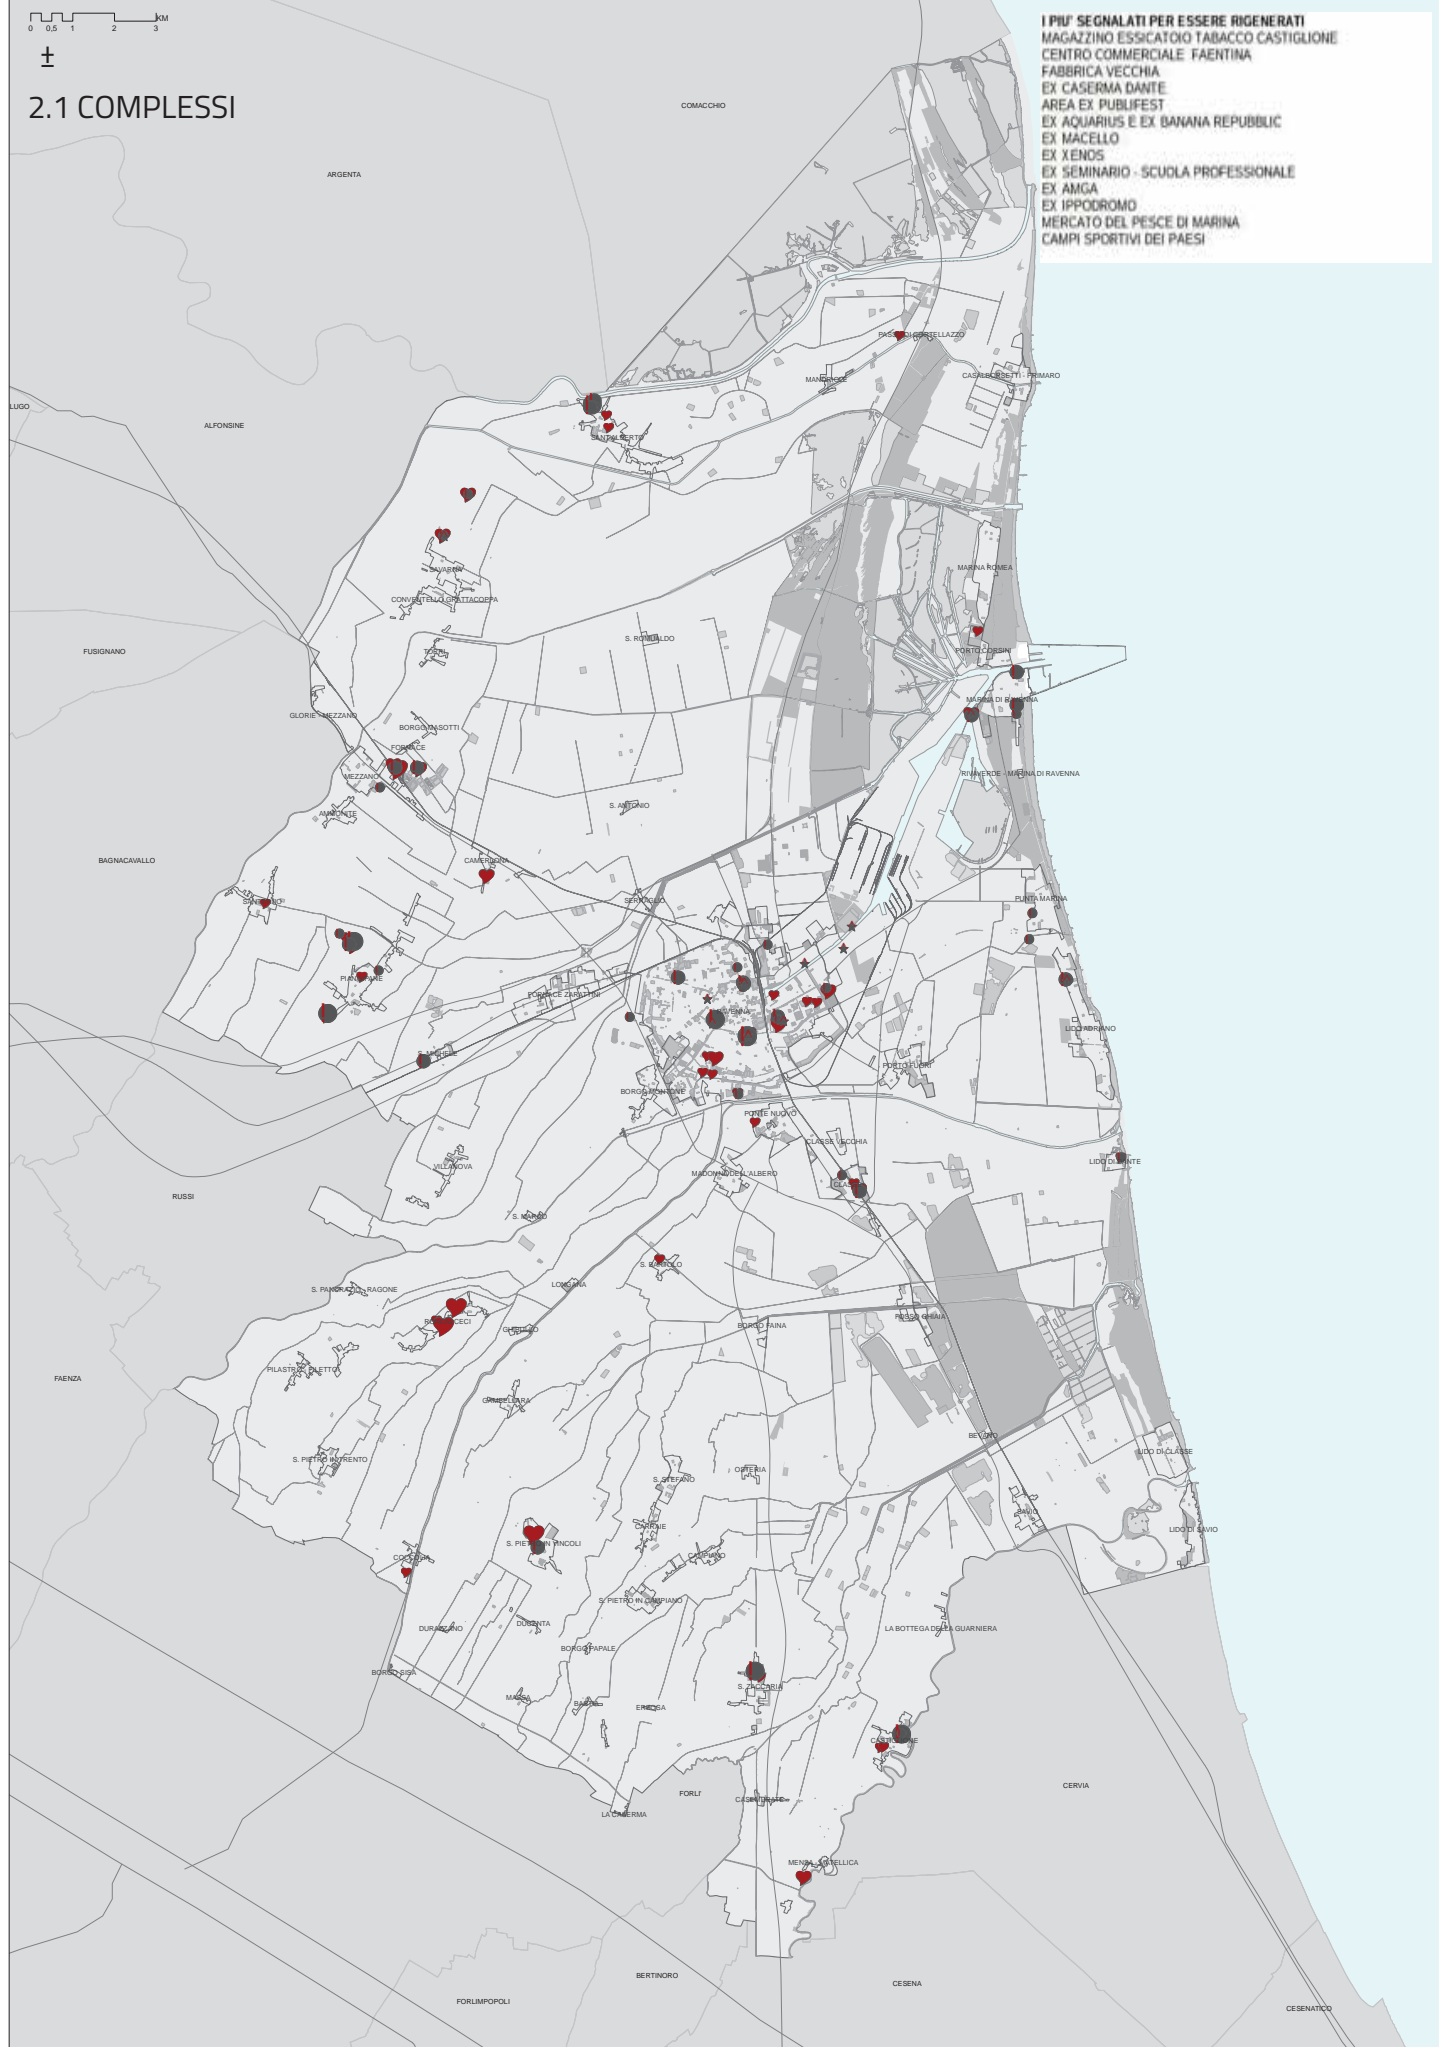 KM
0 0,5 1 2 3
±
2.1 COMPLESSI
I PIU' SEGNALATI PER ESSERE RIGENERATI
MAGAZZINO ESSICATOIO TABACCO CASTIGLIONE
CENTRO COMMERCIALE FAENTINA
FABBRICA VECCHIA
EX CASERMA DANTE
AREA EX PUBLIFEST
EX AQUARIUS E EX BANANA REPUBBLIC
EX MACELLO
EX XENOS
EX SEMINARIO - SCUOLA PROFESSIONALE
EX AMGA
EX IPPODROMO
MERCATO DEL PESCE DI MARINA
CAMPI SPORTIVI DEI PAESI
COMACCHIO
ARGENTA
CASALBORSETTI - PRIMARO
MANDRIOLE
LUGO
ALFONSINE
SANT'ALBERTO
MARINA ROMEA
SAVARNA
CONVENTELLO GRATTACOPPA
S. ROMUALDO
FUSIGNANO
TORRI
PORTO CORSINI
MARINA DI RAVENNA
GLORIE - MEZZANO
BORGO MASOTTI
FORNACE
MEZZANO
RIVAVERDE - MARINA DI RAVENNA
S. ANTONIO
AMMONITE
BAGNACAVALLO
CAMERLONA
SERRAGLIO
PUNTA MARINA
FORNACE ZARATTINI
RAVENNA
LIDO ADRIANO
S. MICHELE
PORTO FUORI
BORGO MONTONE
PONTE NUOVO
CLASSE VECCHIA
VILLANOVA
MADONNA DELL'ALBERO
LIDO DI DANTE
RUSSI
S. MARCO
S. BARTOLO
LONGANA
S. PANCRAZIO - RAGONE
GHIBULLO
FOSSO GHIAIA
BORGO FAINA
FAENZA
GAMBELLARA
BEVANO
LIDO DI CLASSE
S. PIETRO IN TRENTO
OSTERIA
S. STEFANO
SAVIO
CARRAIE
LIDO DI SAVIO
S. PIETRO IN VINCOLI
COCCOLIA
CAMPIANO
S. PIETRO IN CAMPIANO
DUCENTA
DURAZZANO
LA BOTTEGA DELLA GUARNIERA
BORGO PAPALE
BORGO SISA
S. ZACCARIA
MASSA
ERBOSA
CASTIGLIONE
CERVIA
FORLI'
CASEMURATE
LA CASERMA
BERTINORO
CESENA
FORLIMPOPOLI
CESENATICO